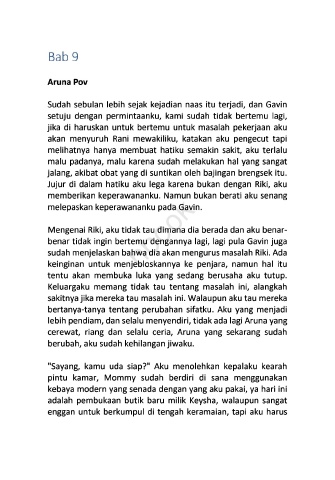 Bab 9
Aruna Pov
Sudah sebulan lebih sejak kejadian naas itu terjadi, dan Gavin
setuju dengan permintaanku, kami sudah tidak bertemu lagi,
jika di haruskan untuk bertemu untuk masalah pekerjaan aku
akan menyuruh Rani mewakiliku, katakan aku pengecut tapi
melihatnya hanya membuat hatiku semakin sakit, aku terlalu
malu padanya, malu karena sudah melakukan hal yang sangat
jalang, akibat obat yang di suntikan oleh bajingan brengsek itu.
Jujur di dalam hatiku aku lega karena bukan dengan Riki, aku
memberikan keperawananku. Namun bukan berati aku senang
melepaskan keperawananku pada Gavin.
Mengenai Riki, aku tidak tau dimana dia berada dan aku benar-
benar tidak ingin bertemu dengannya lagi, lagi pula Gavin juga
sudah menjelaskan bahwa dia akan mengurus masalah Riki. Ada
keinginan untuk menjebloskannya ke penjara, namun hal itu
tentu akan membuka luka yang sedang berusaha aku tutup.
Keluargaku memang tidak tau tentang masalah ini, alangkah
sakitnya jika mereka tau masalah ini. Walaupun aku tau mereka
bertanya-tanya tentang perubahan sifatku. Aku yang menjadi
lebih pendiam, dan selalu menyendiri, tidak ada lagi Aruna yang
cerewet, riang dan selalu ceria, Aruna yang sekarang sudah
berubah, aku sudah kehilangan jiwaku.
"Sayang, kamu uda siap?" Aku menolehkan kepalaku kearah
pintu kamar, Mommy sudah berdiri di sana menggunakan
kebaya modern yang senada dengan yang aku pakai, ya hari ini
adalah pembukaan butik baru milik Keysha, walaupun sangat
enggan untuk berkumpul di tengah keramaian, tapi aku harus